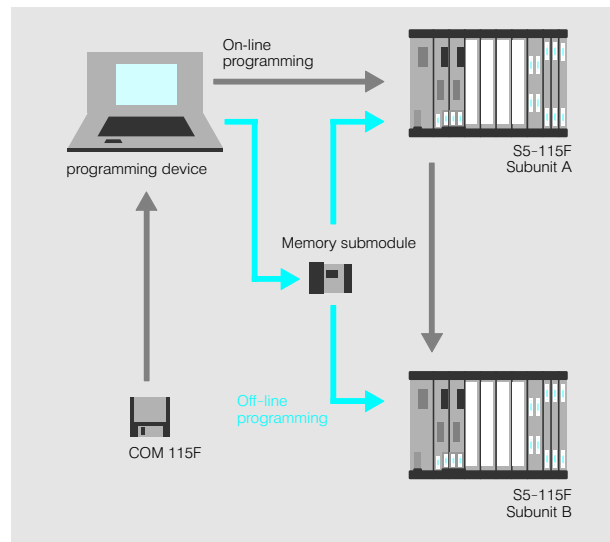 On-line
programming
programming device
S5-115F
Subunit A
Memory submodule
Off-line
programming
COM 115F
S5-115F
Subunit B